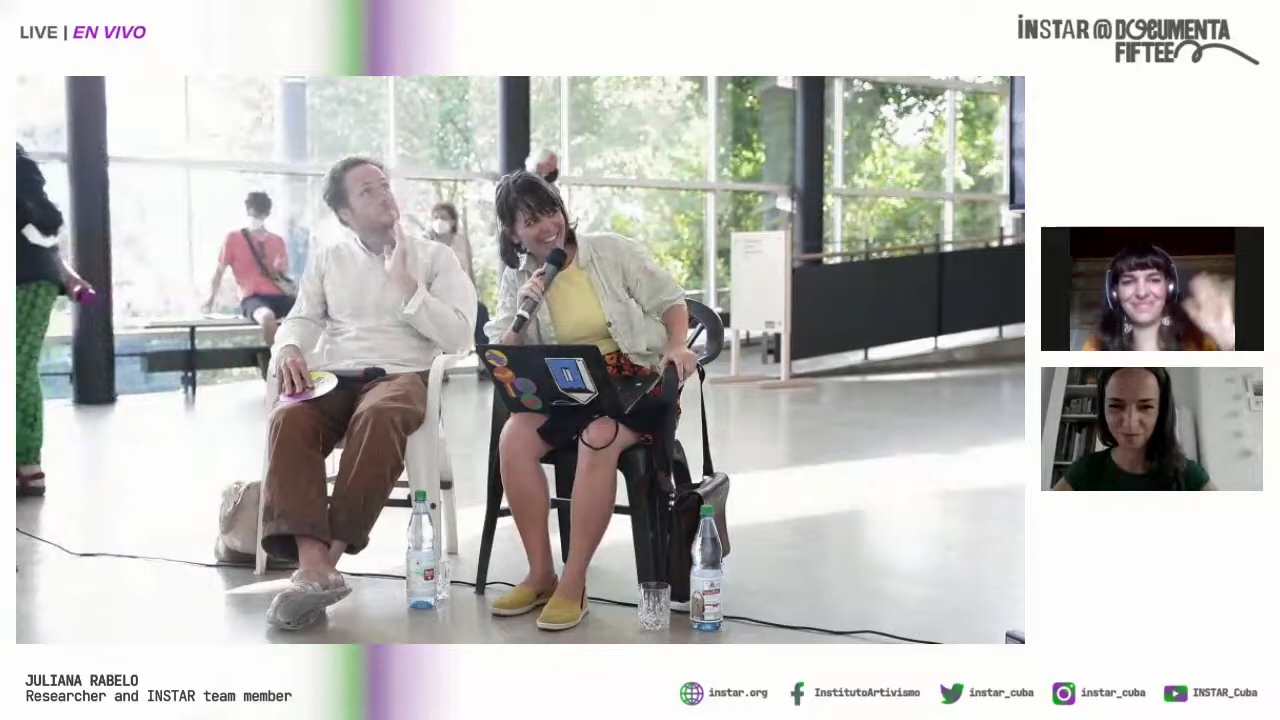 LIVE | EN VIVO
iNSTAR @ DOCUMENTA
FIFTEEN
JULIANA RABELO
Researcher and INSTAR team member
instar.org
InstitutoArtivismo
instar_cuba
instar_cuba
INSTAR_Cuba